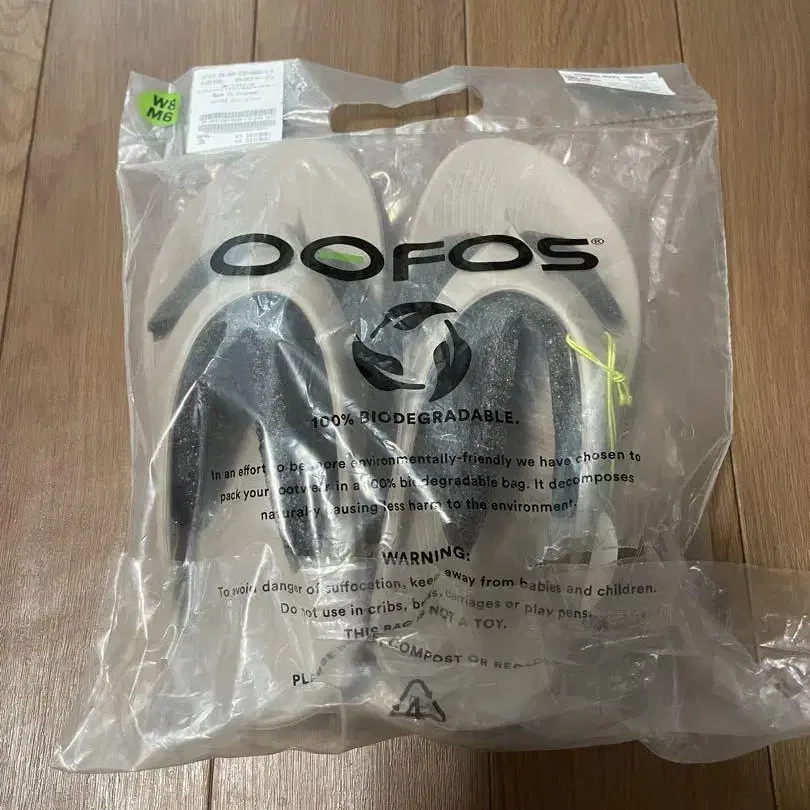 W8
M6
OOFOS®
100% BIODEGRADABLE.
In an effort to be more environmentally-friendly we have chosen to
pack your footwear in a 100% biodegradable bag. It decomposes
naturally causing less harm to the environment.
WARNING:
To avoid danger of suffocation, keep away from babies and children.
Do not use in cribs, beds, carriages or play pens.
THIS BAG IS NOT A TOY.
COMPOST OR
4